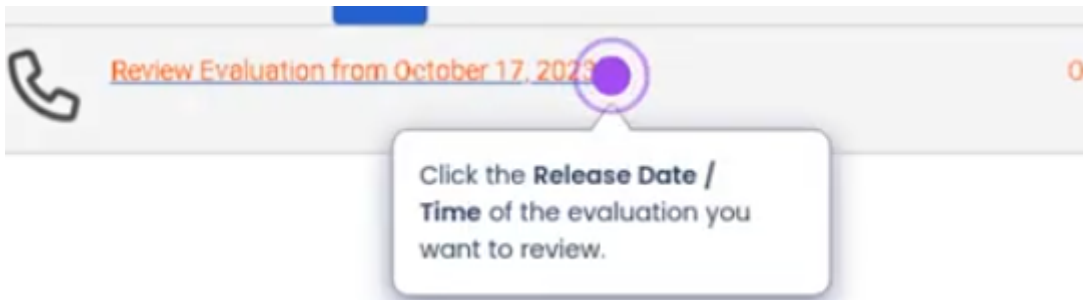 Review Evaluation from October 17, 2023
Click the Release Date /
Time of the evaluation you
want to review.